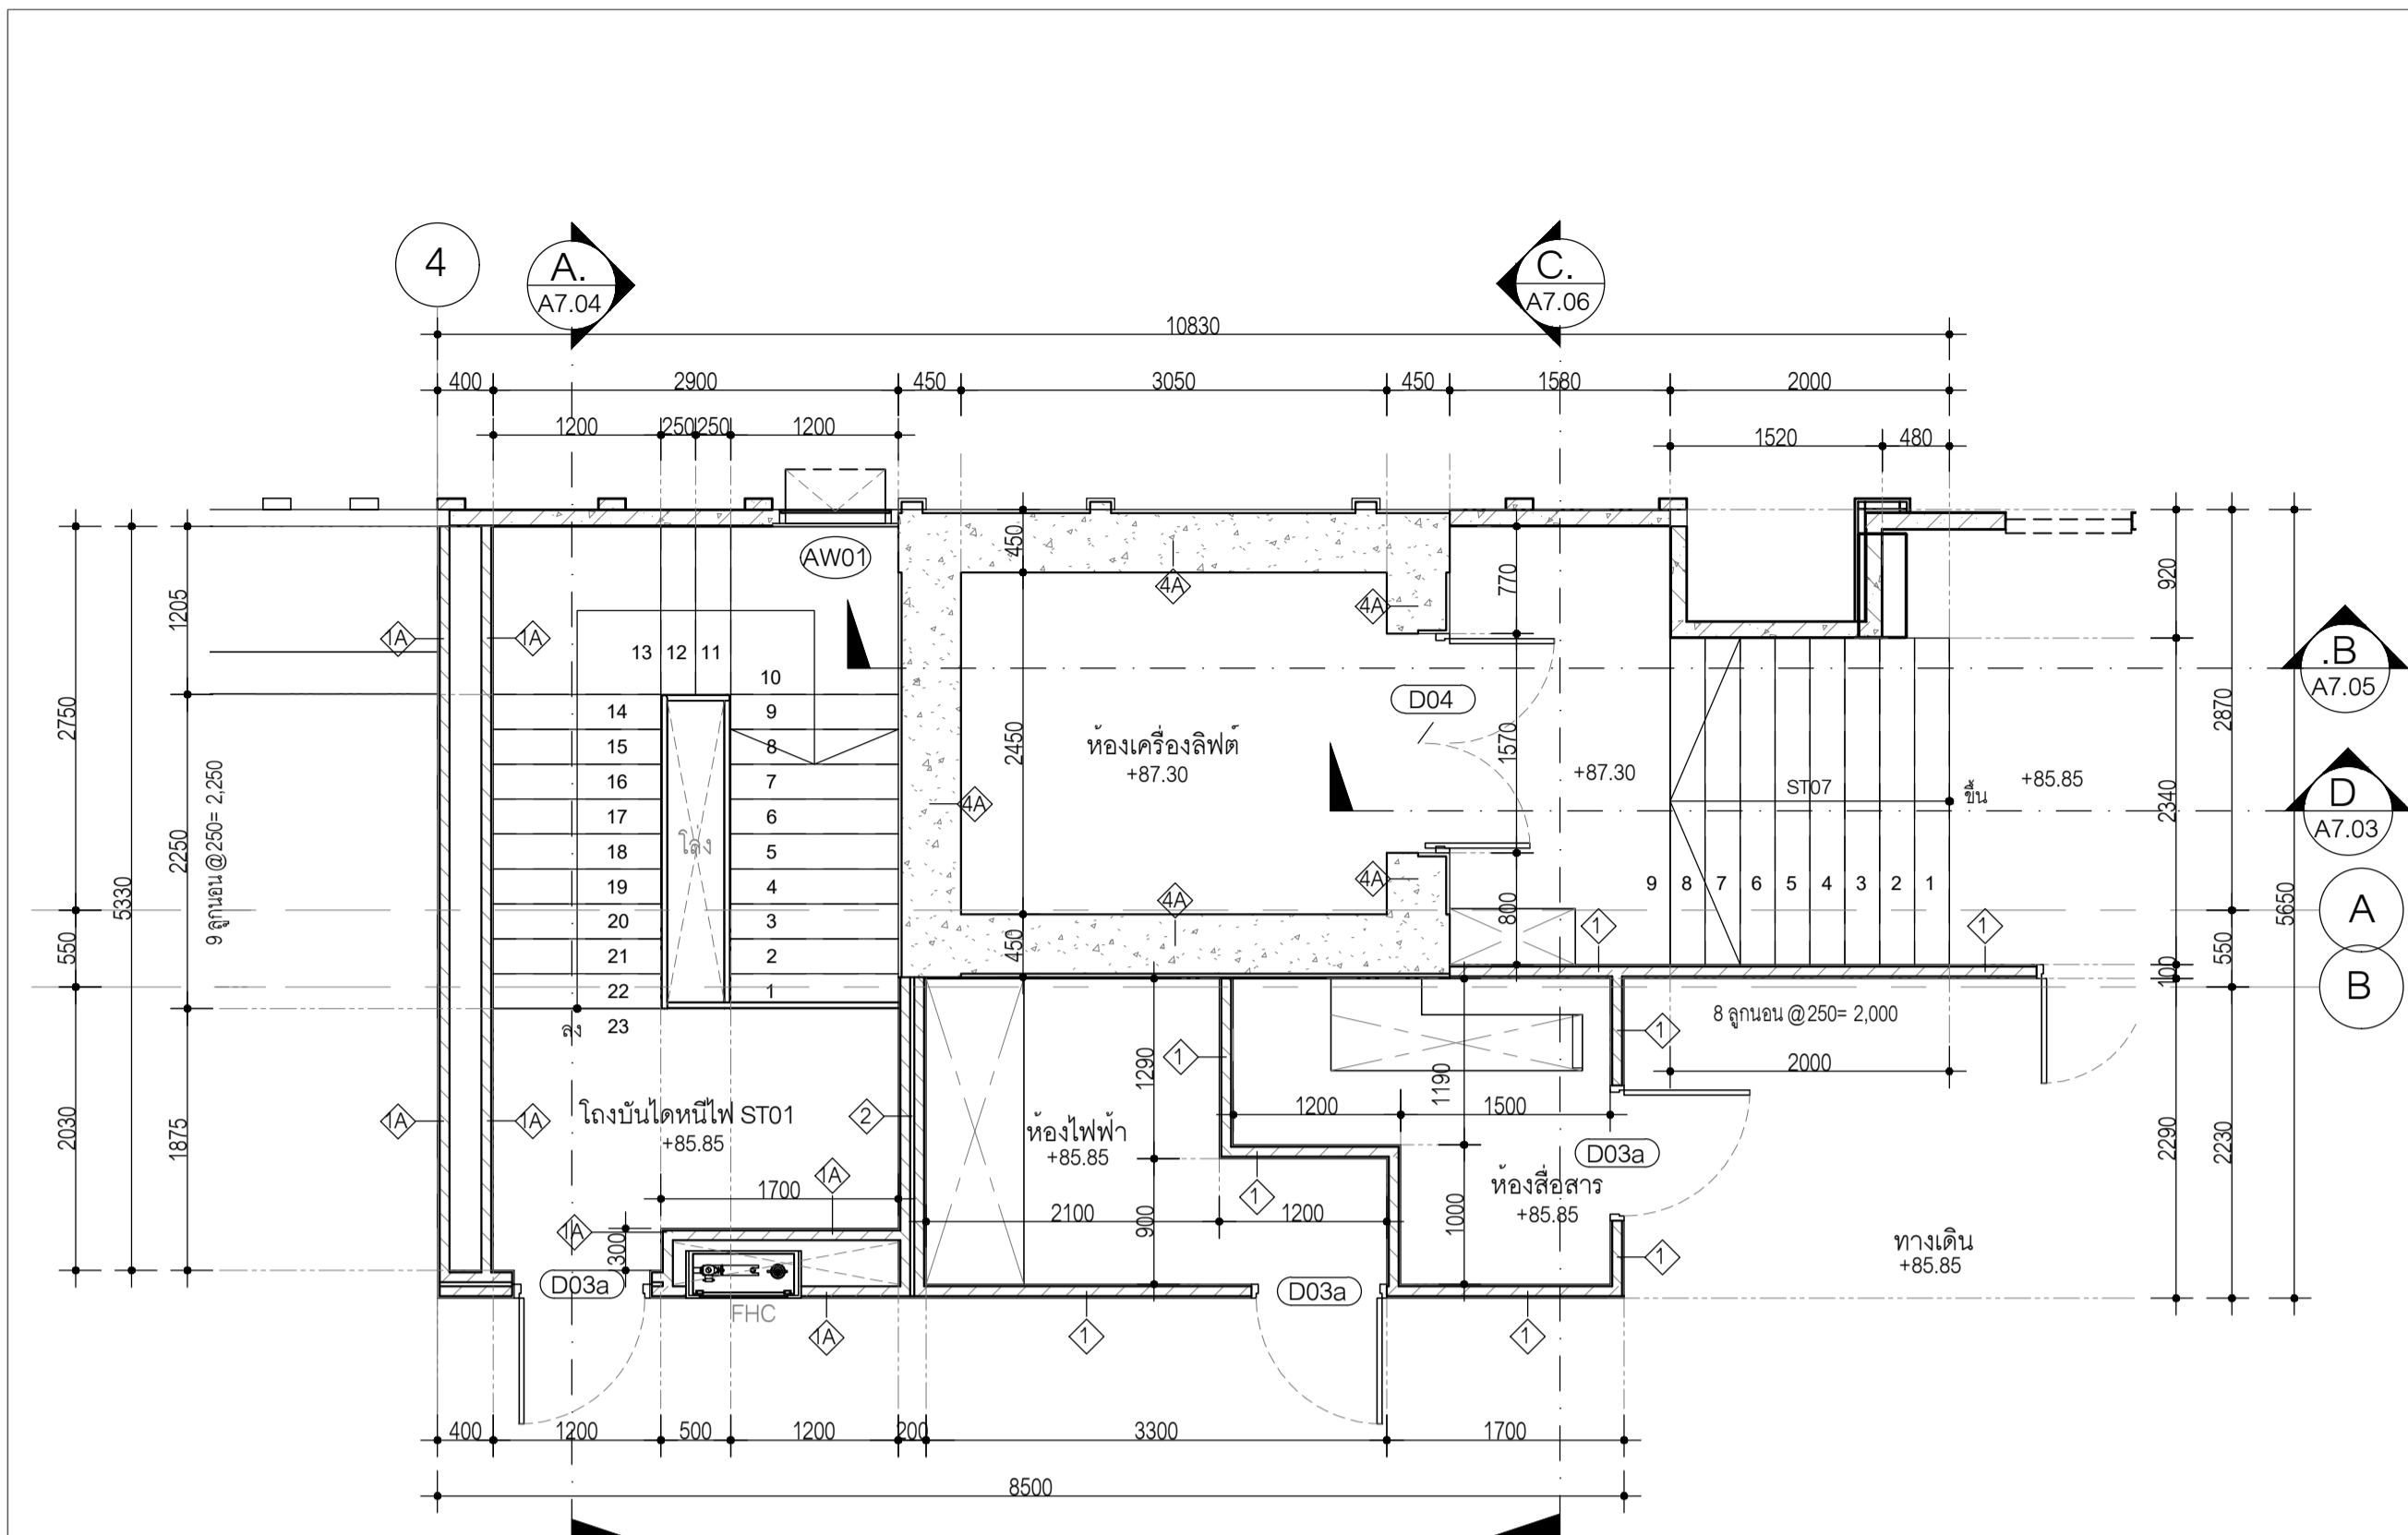 4
A.
A7.04
C.
A7.06
10830
400 2900 450 3050 450 1580 2000
1200 250 250 1200
1520 480
AW01
1A
1A
4A
4A
13 12 11
10
14 9
15 8
16 7
17 6
18 5
19 4
20 3
21 2
22 1
23
โล่ง
ลง
4A
ห้องเครื่องลิฟต์
+87.30
D04
4A
4A
450
2450
450
770
1570
800
+87.30
ST07
ขึ้น
+85.85
9 8 7 6 5 4 3 2 1
1
1
.B
A7.05
D
A7.03
A
B
920
2340
100
2290
2870
550
2230
5650
2750
550
2030
5330
1205
2250
1875
9 ลูกนอน @250= 2,250
8 ลูกนอน @250= 2,000
2000
1
1
1290
1190
1200 1500
1A
1A
โถงบันไดหนีไฟ ST01
+85.85
2
ห้องไฟฟ้า
+85.85
D03a
ห้องสื่อสาร
+85.85
1A
1700
1A
300
2100 1200
900
1000
1
1
ทางเดิน
+85.85
D03a
FHC
D03a
1A
1
1
400 1200 500 1200 200 3300 1700
8500